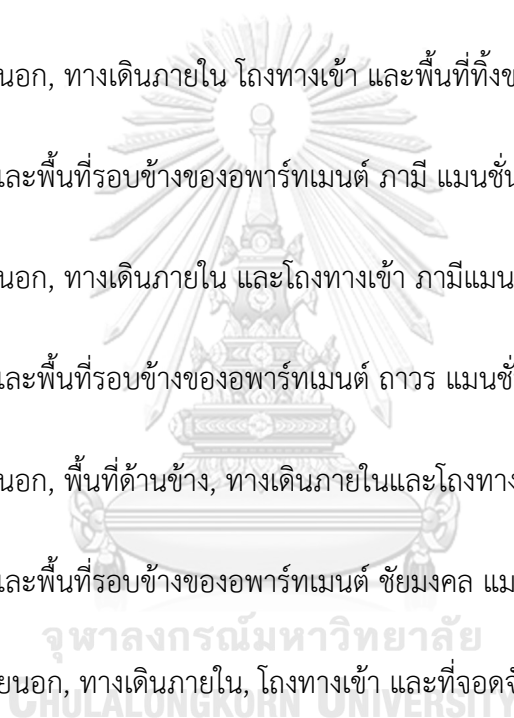 นอก, ทางเดินภายใน โถงทางเข้า และพื้นที่ทิ้งข
ละพื้นที่รอบข้างของอพาร์ทเมนต์ ภามี แมนชั่น
นอก, ทางเดินภายใน และโถงทางเข้า ภามีแมน
ละพื้นที่รอบข้างของอพาร์ทเมนต์ ถาวร แมนชั่
นอก, พื้นที่ด้านข้าง, ทางเดินภายในและโถงทาง
ละพื้นที่รอบข้างของอพาร์ทเมนต์ ชัยมงคล แม
จุฬาลงกรณ์มหาวิทยาลัย
ยนอก, ทางเดินภายใน, โถงทางเข้า และที่จอดจั
CHULALONGKORN UNIVERSITY